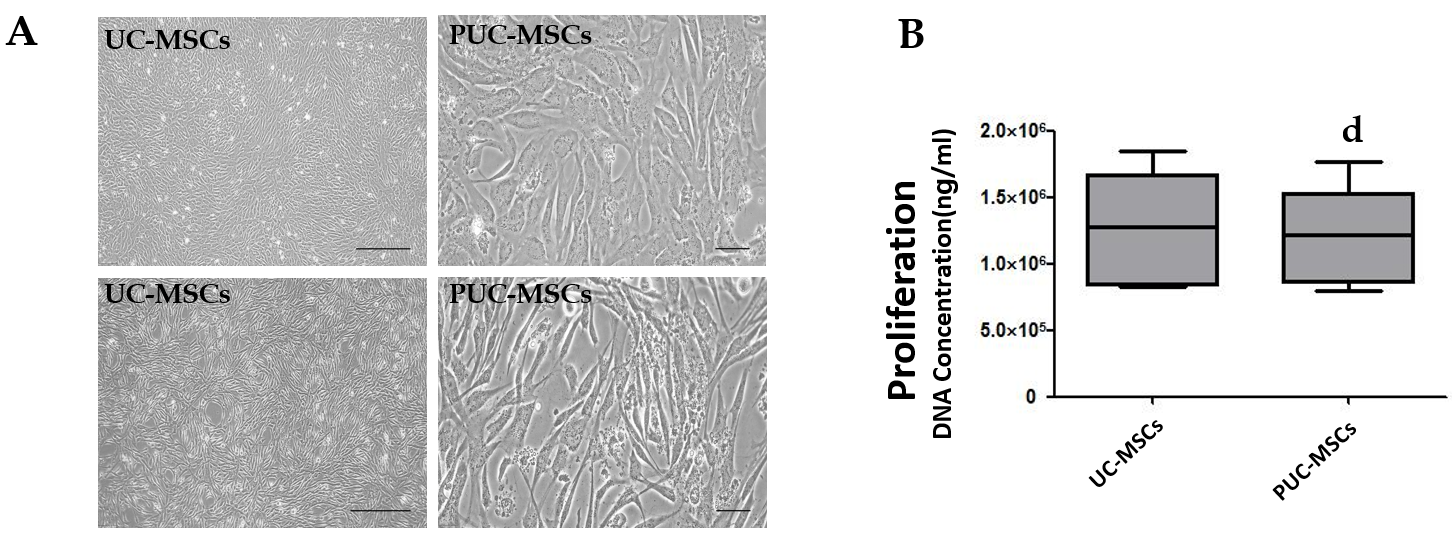 A
UC-MSCs
PUC-MSCs
UC-MSCs
PUC-MSCs
B
Proliferation
DNA Concentration(ng/ml)
2.0×10⁶
1.5×10⁶
1.0×10⁶
5.0×10⁵
0
d
UC-MSCs
PUC-MSCs